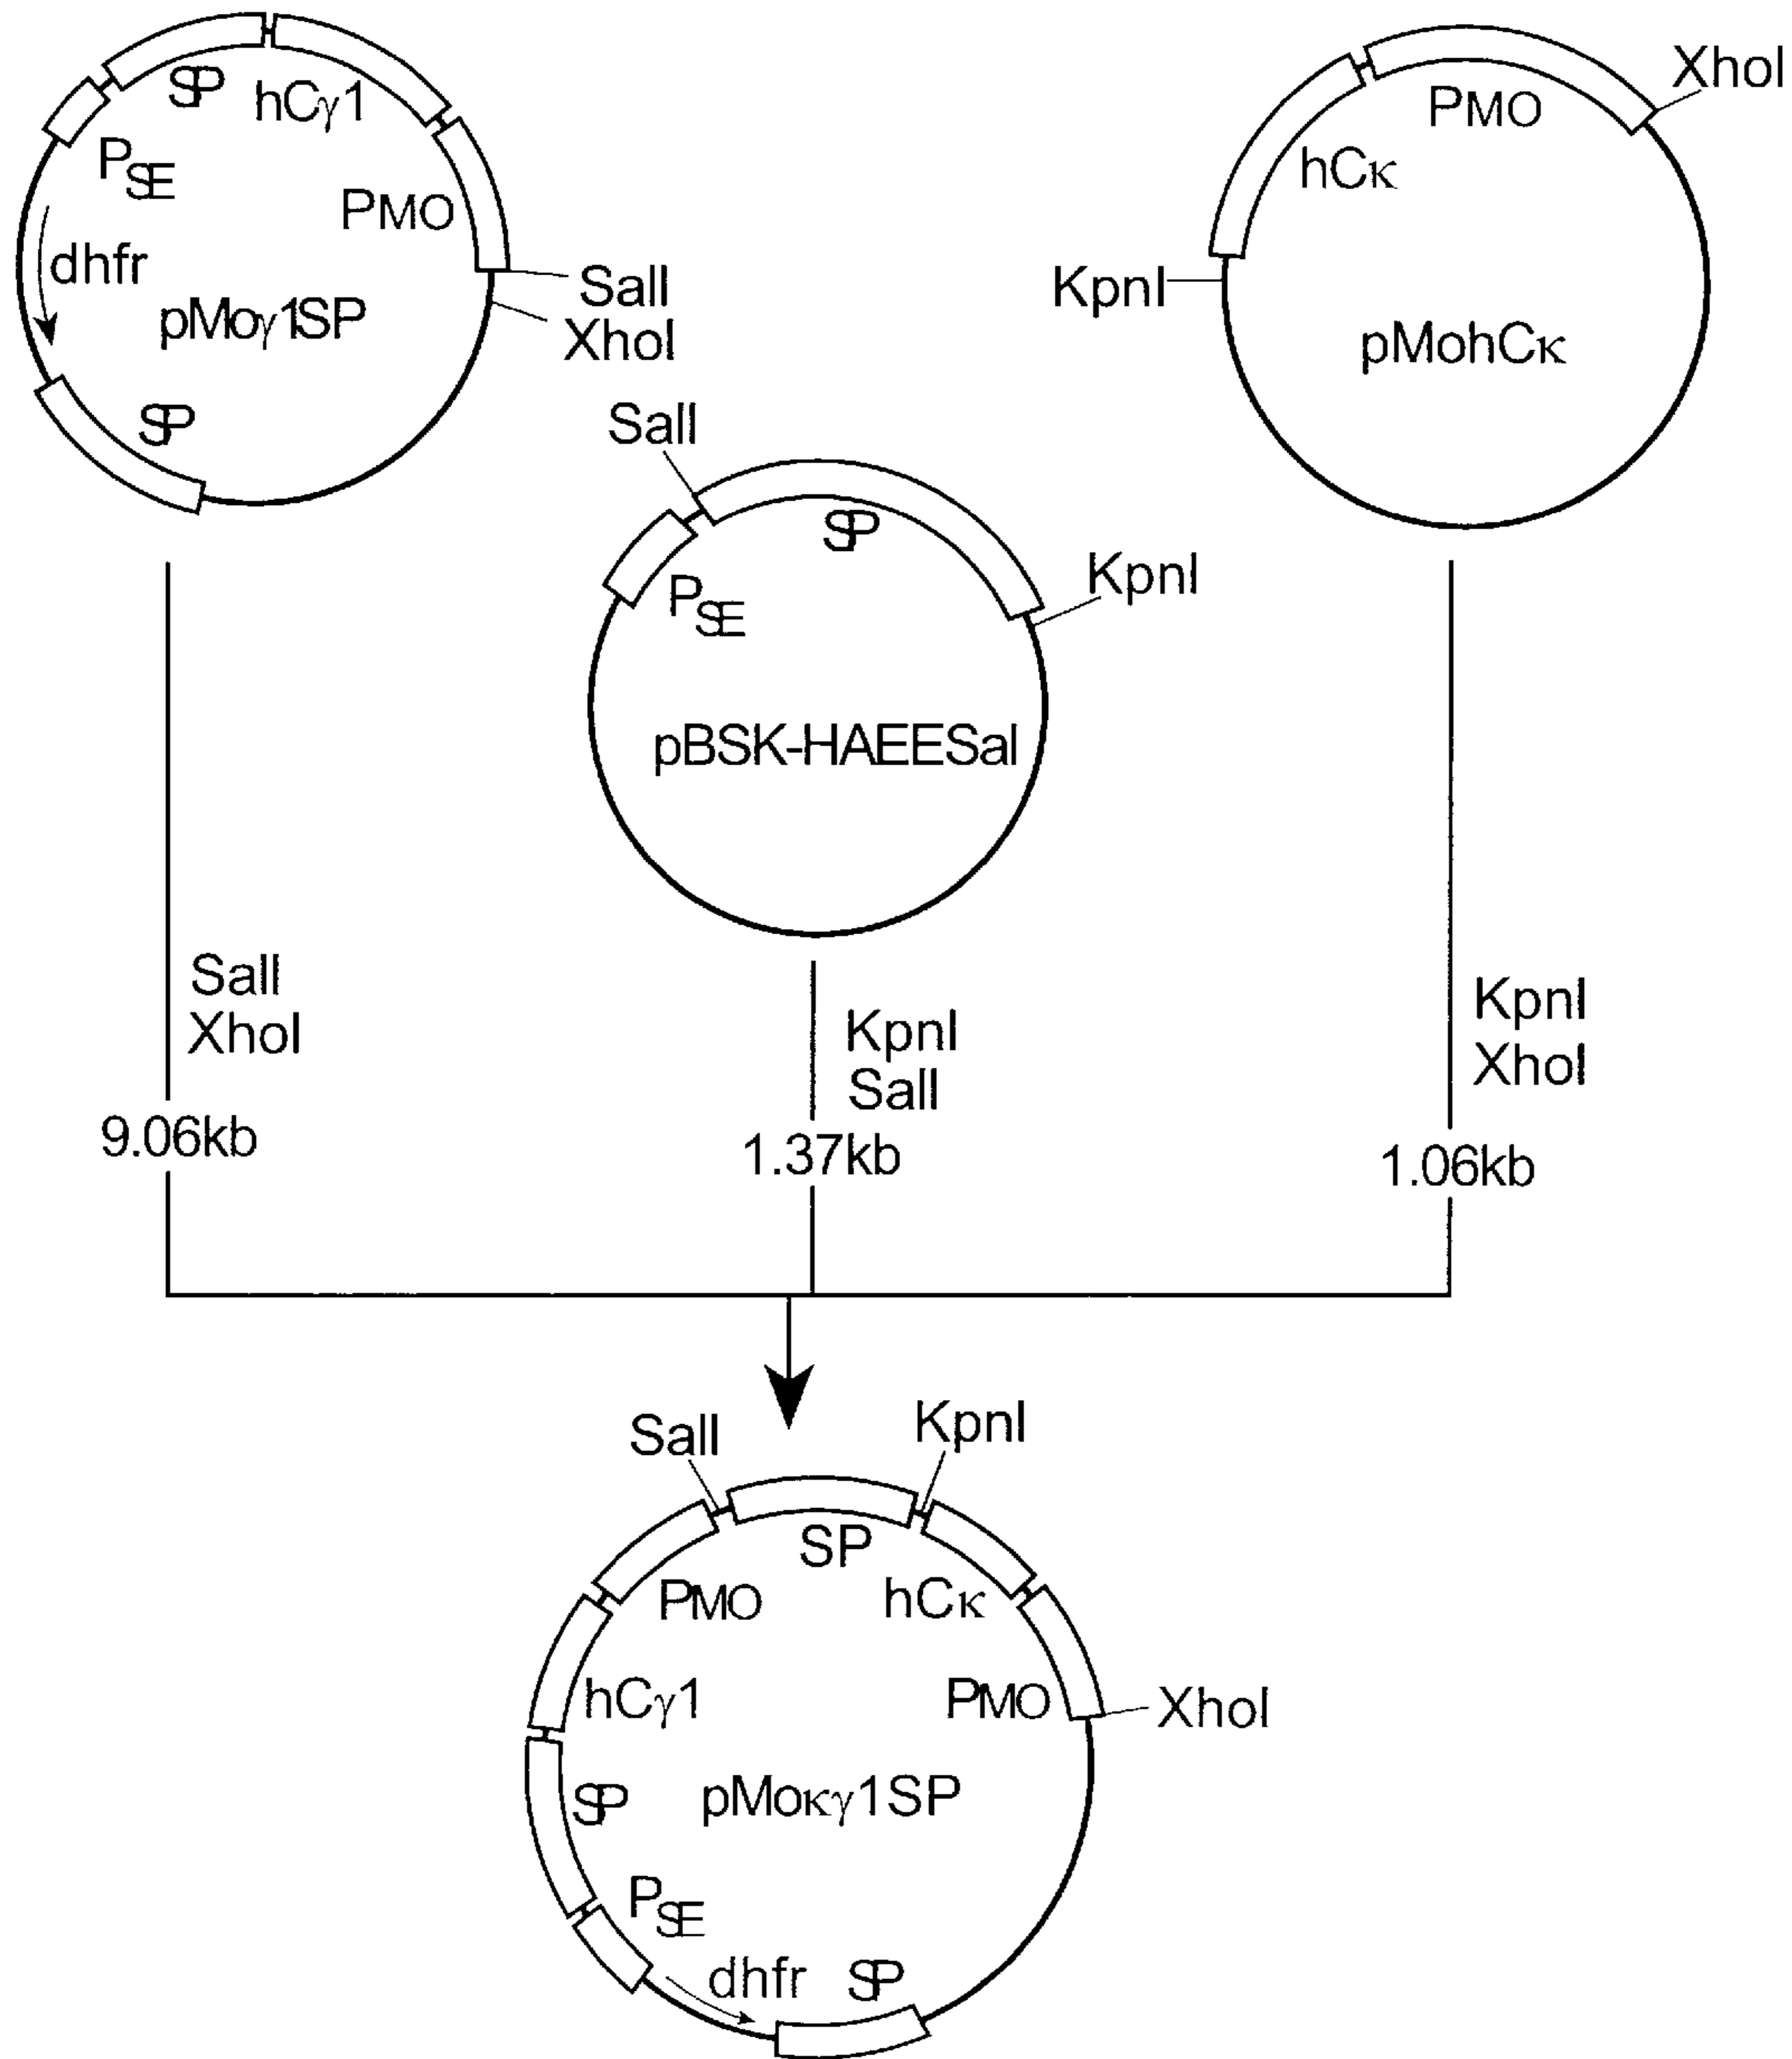 SP
hCγ1
PSE
PMO
dhfr
pMoγ1SP
SalI
XhoI
SP
XhoI
PMO
hCκ
KpnI
pMohCκ
SalI
SP
KpnI
PSE
pBSK-HAEESal
SalI
XhoI
9.06kb
KpnI
SalI
1.37kb
KpnI
XhoI
1.06kb
SalI
KpnI
SP
PMO
hCκ
hCγ1
PMO
XhoI
SP
pMoκγ1SP
PSE
dhfr
SP